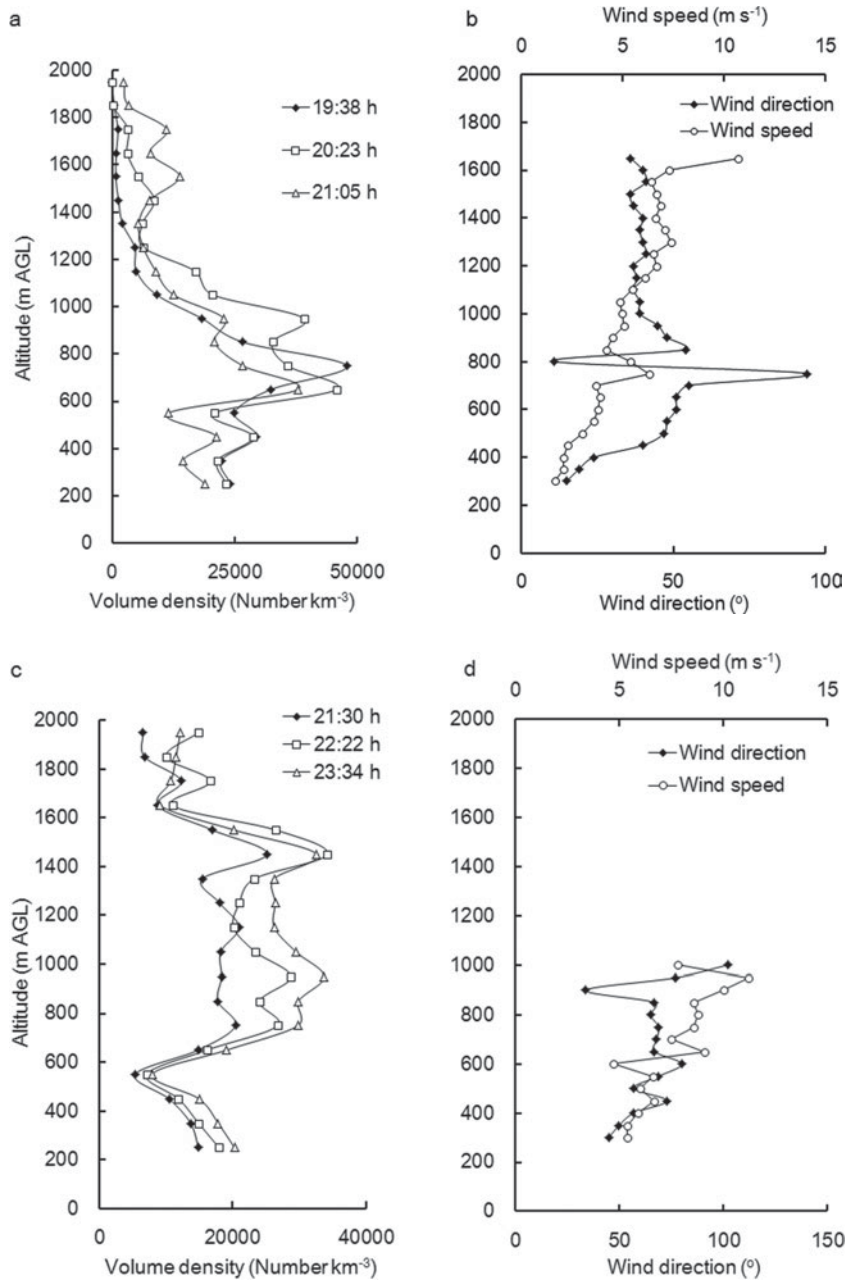 a
Volume density (Number km⁻³)
Altitude (m AGL)
0
200
400
600
800
1000
1200
1400
1600
1800
2000
0 25000 50000
19:38 h
20:23 h
21:05 h
b
Wind speed (m s⁻¹)
0 5 10 15
2000
1800
1600
1400
1200
1000
800
600
400
200
0
Wind direction
Wind speed
0 50 100
Wind direction (º)
c
Altitude (m AGL)
2000
1800
1600
1400
1200
1000
800
600
400
200
0
21:30 h
22:22 h
23:34 h
0 20000 40000
Volume density (Number km⁻³)
d
Wind speed (m s⁻¹)
0 5 10 15
2000
1800
1600
1400
1200
1000
800
600
400
200
0
Wind direction
Wind speed
0 50 100 150
Wind direction (º)